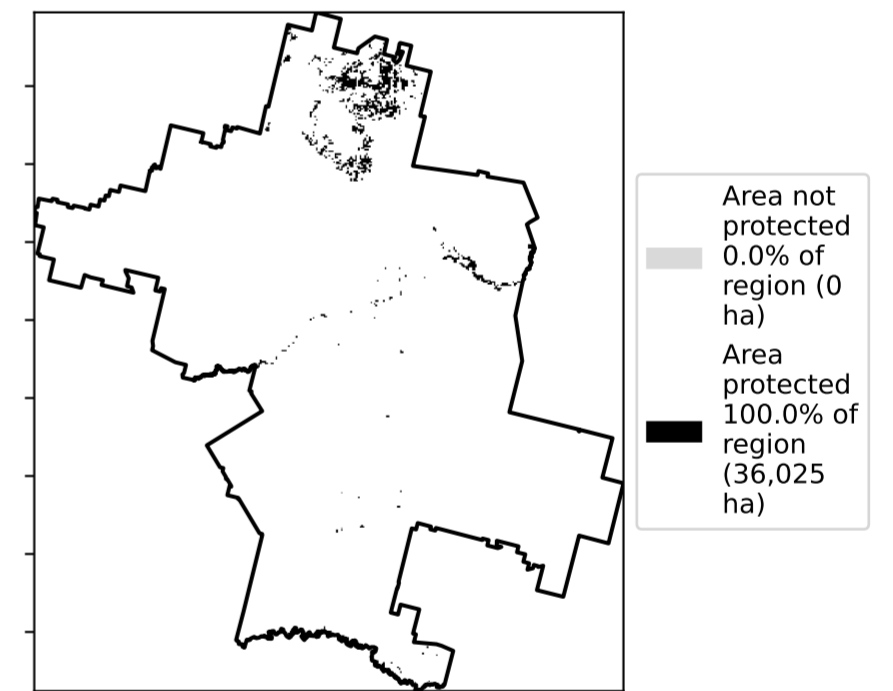 Area not
protected
0.0% of
region (0
ha)
Area
protected
100.0% of
region
(36,025
ha)